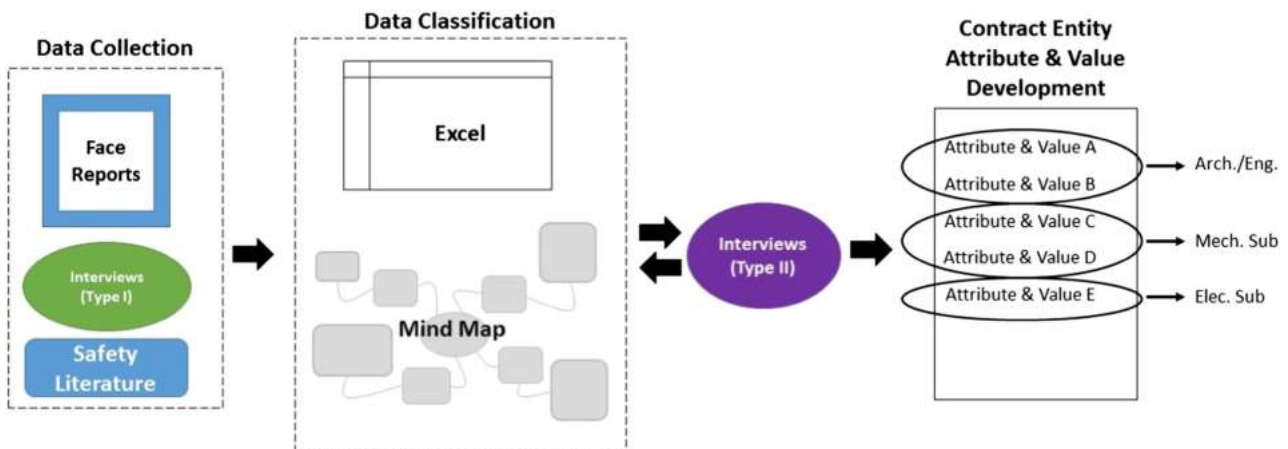 Data Collection
Face
Reports
Interviews
(Type I)
Safety
Literature
Data Classification
Excel
Mind Map
Interviews
(Type II)
Contract Entity
Attribute & Value
Development
Attribute & Value A
Attribute & Value B
Attribute & Value C
Attribute & Value D
Attribute & Value E
Arch./Eng.
Mech. Sub
Elec. Sub